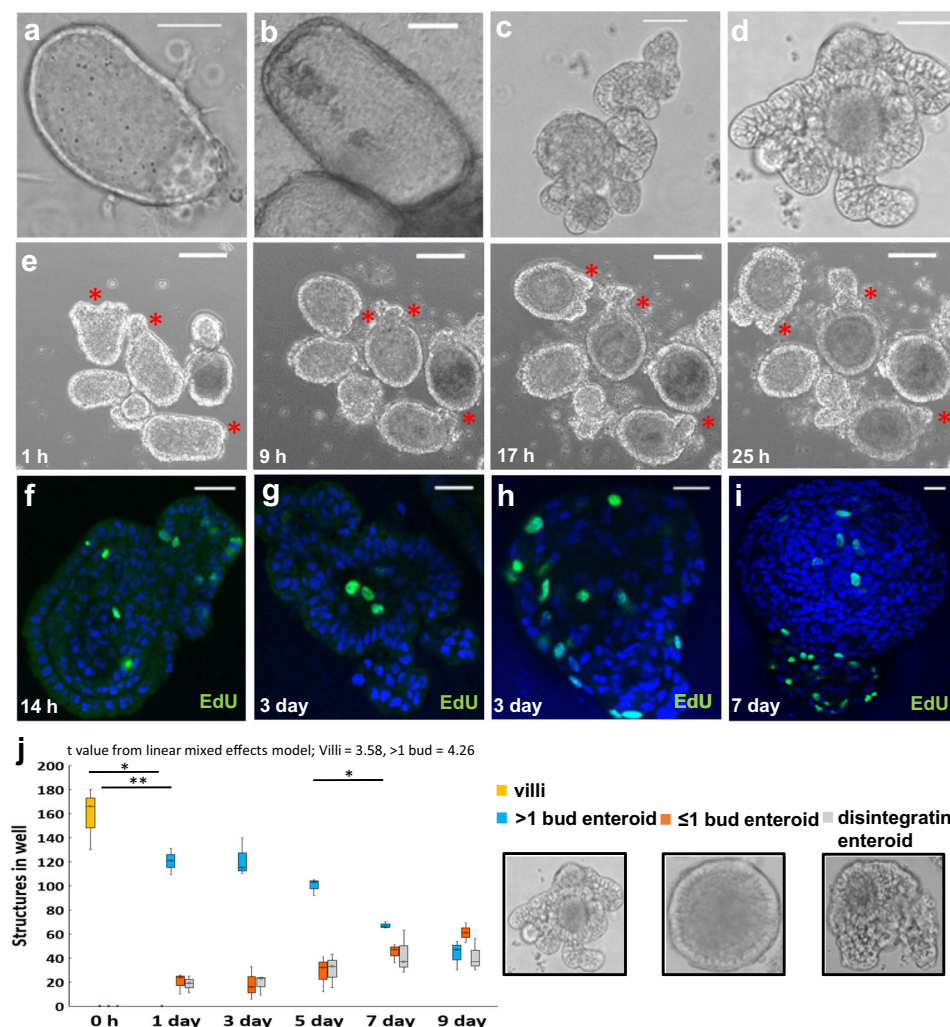 a
b
c
d
e
* * *
1 h
* *
*
9 h
* *
*
17 h
*
*
*
25 h
f
14 h EdU
g
3 day EdU
h
3 day EdU
i
7 day EdU
j
t value from linear mixed effects model; Villi = 3.58, >1 bud = 4.26
*
**
*
Structures in well
200
180
160
140
120
100
80
60
40
20
0
0 h 1 day 3 day 5 day 7 day 9 day
villi
>1 bud enteroid ≤1 bud enteroid disintegratin
enteroid